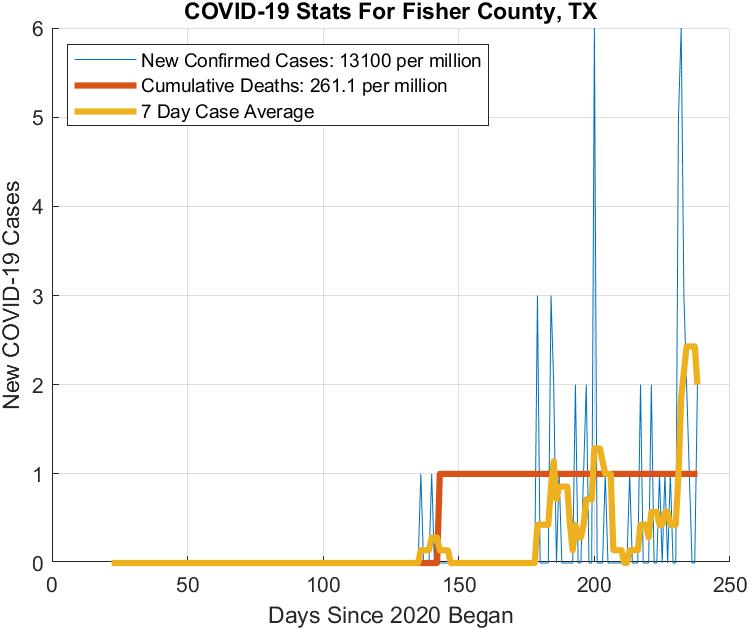 COVID-19 Stats For Fisher County, TX
New Confirmed Cases: 13100 per million
Cumulative Deaths: 261.1 per million
7 Day Case Average
New COVID-19 Cases
6
5
4
3
2
1
0
0 50 100 150 200 250
Days Since 2020 Began